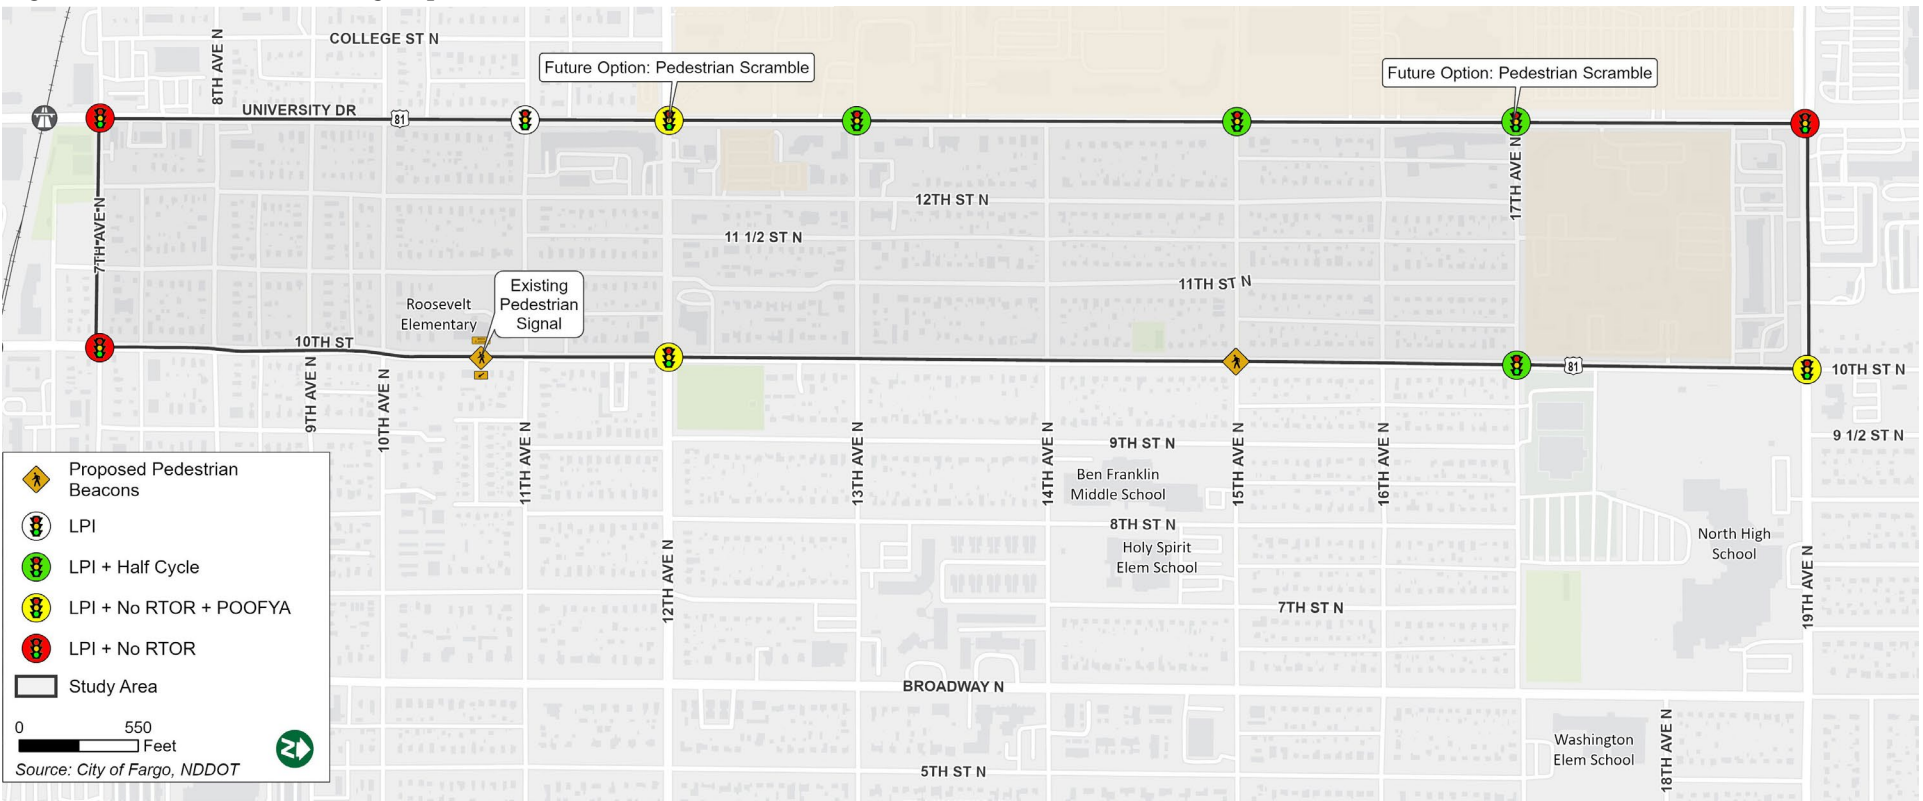 COLLEGE ST N
8TH AVE N
Future Option: Pedestrian Scramble
Future Option: Pedestrian Scramble
UNIVERSITY DR
81
17TH AVE N
12TH ST N
7TH AVE N
11 1/2 ST N
11TH ST N
Existing
Pedestrian
Signal
Roosevelt
Elementary
10TH ST
81
10TH ST N
9TH AVE N
10TH AVE N
11TH AVE N
13TH AVE N
14TH AVE N
15TH AVE N
16TH AVE N
9TH ST N
9 1/2 ST N
Ben Franklin
Middle School
8TH ST N
Holy Spirit
Elem School
North High
School
12TH AVE N
19TH AVE N
7TH ST N
BROADWAY N
18TH AVE N
Washington
Elem School
5TH ST N
Proposed Pedestrian
Beacons
LPI
LPI + Half Cycle
LPI + No RTOR + POOFYA
LPI + No RTOR
Study Area
0 550
Feet
N
Source: City of Fargo, NDDOT